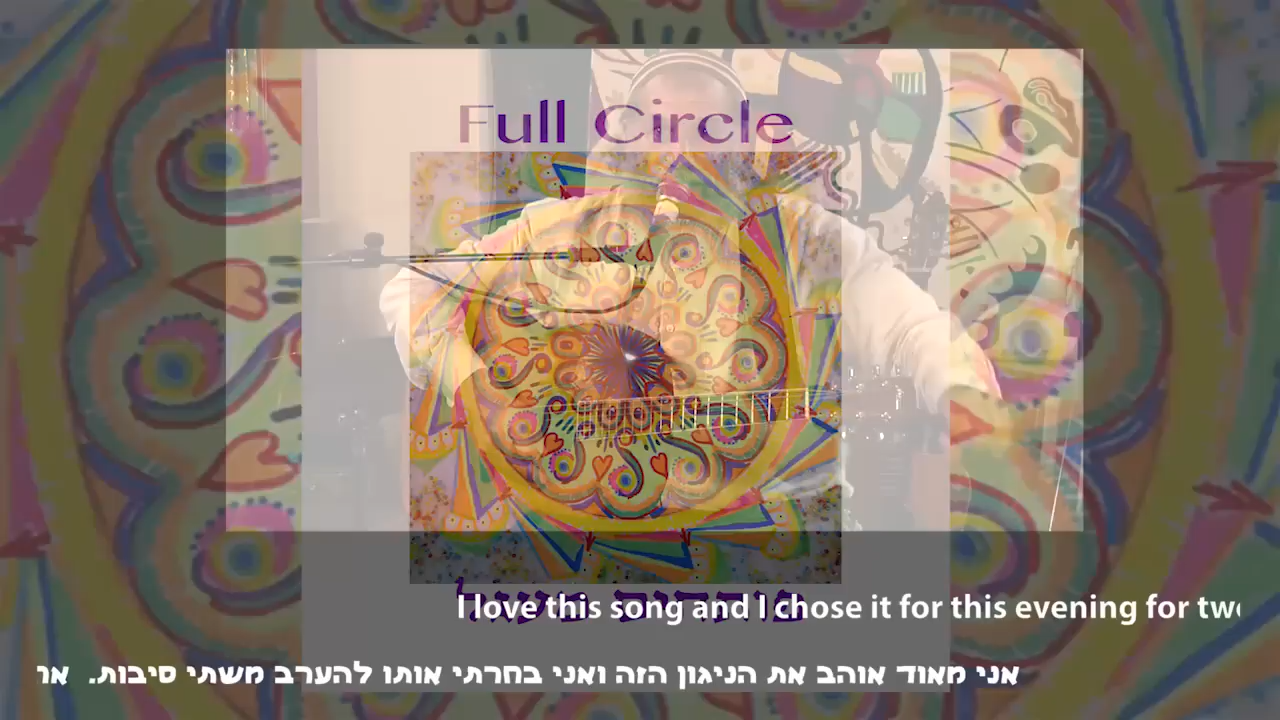 Full Circle
I love this song and I chose it for this evening for
אני מאוד אוהב את הניגון הזה ואני בחרתי אותו להערב משתי סיבות. או